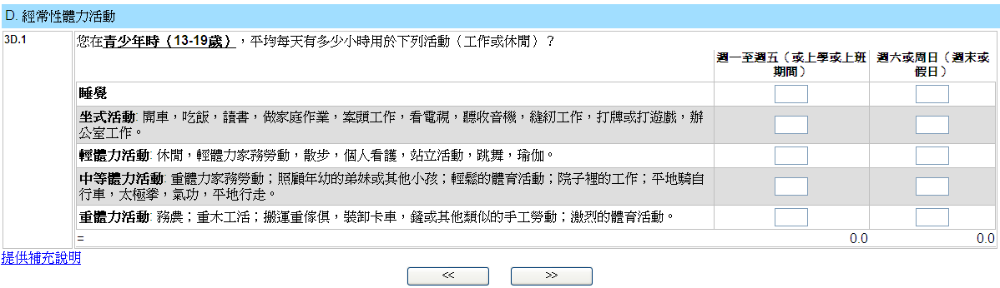 D. 經常性體力活動
3D.1
您在青少年時（13-19歲），平均每天有多少小時用於下列活動（工作或休閒）？
週一至週五（或上學或上班
期間）
週六或周日（週末或
假日）
睡覺
坐式活動: 開車，吃飯，讀書，做家庭作業，案頭工作，看電視，聽收音機，縫紉工作，打牌或打遊戲，辦
公室工作。
輕體力活動: 休閒，輕體力家務勞動，散步，個人看護，站立活動，跳舞，瑜伽。
中等體力活動: 重體力家務勞動；照顧年幼的弟妹或其他小孩；輕鬆的體育活動；院子裡的工作；平地騎自
行車，太極拳，氣功，平地行走。
重體力活動: 務農；重木工活；搬運重傢俱，裝卸卡車，鏟或其他類似的手工勞動；激烈的體育活動。
= 0.0 0.0
提供補充說明
<< >>